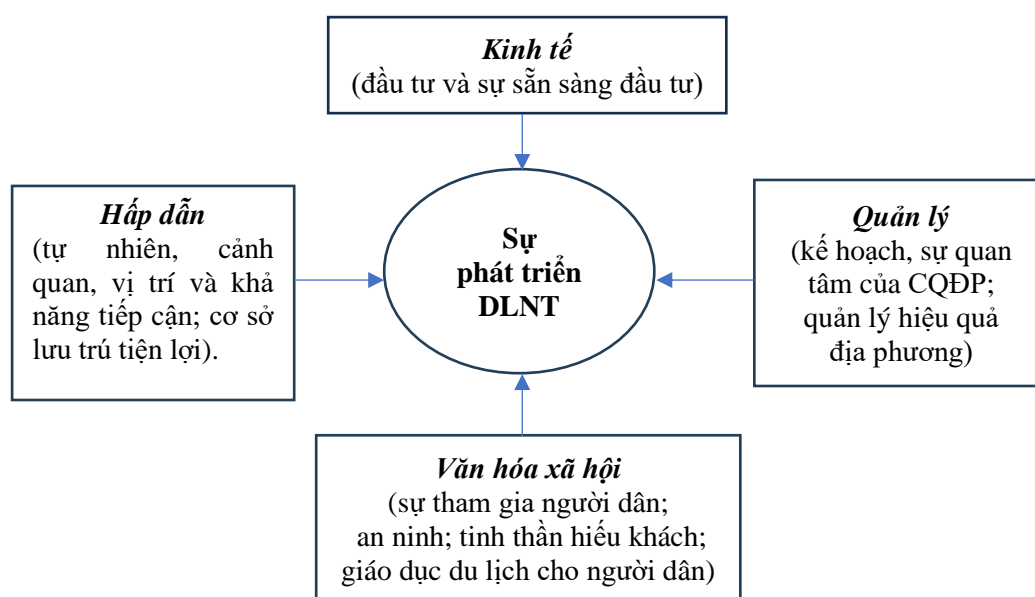 Kinh tế
(đầu tư và sự sẵn sàng đầu tư)
Hấp dẫn
(tự nhiên, cảnh
quan, vị trí và khả
năng tiếp cận; cơ sở
lưu trú tiện lợi).
Sự
phát triển
DLNT
Quản lý
(kế hoạch, sự quan
tâm của CQĐP;
quản lý hiệu quả
địa phương)
Văn hóa xã hội
(sự tham gia người dân;
an ninh; tinh thần hiếu khách;
giáo dục du lịch cho người dân)